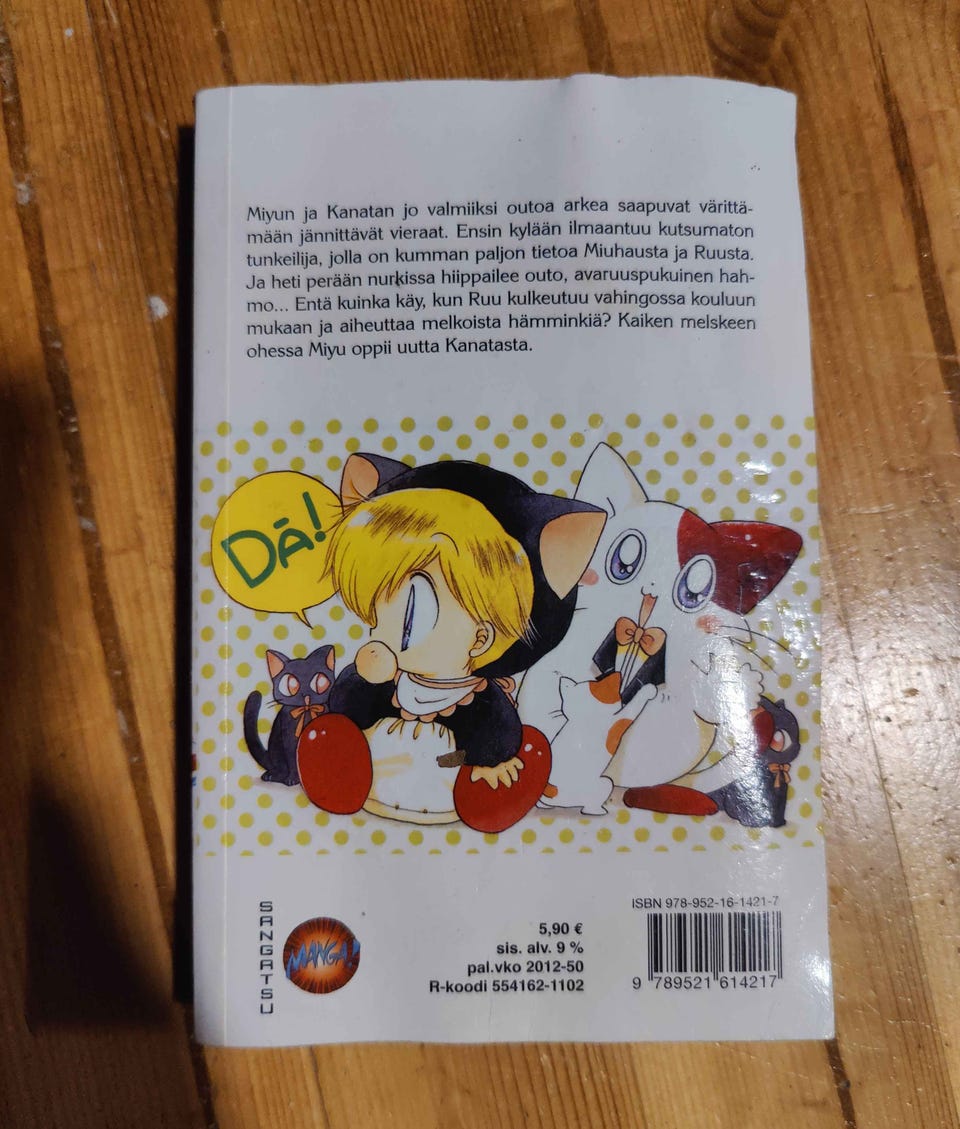 Miyun ja Kanatan jo valmiiksi outoa arkea saapuvat värittä-
mään jännittävät vieraat. Ensin kylään ilmaantuu kutsumaton
tunkeilija, jolla on kumman paljon tietoa Miuhausta ja Ruusta.
Ja heti perään nurkissa hiippailee outo, avaruuspukuinen hah-
mo... Entä kuinka käy, kun Ruu kulkeutuu vahingossa kouluun
mukaan ja aiheuttaa melkoista hämminkiä? Kaiken melskeen
ohessa Miyu oppii uutta Kanatasta.
DĀ!
SANGATSU
MANGA!
5,90 €
sis. alv. 9 %
pal.vko 2012-50
R-koodi 554162-1102
ISBN 978-952-16-1421-7
9 789521 614217